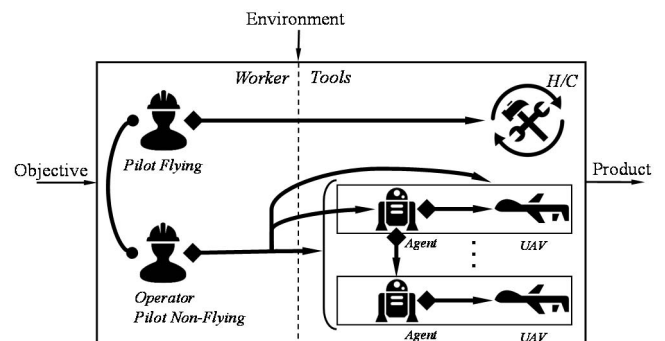 Environment
Worker Tools
H/C
Pilot Flying
Objective
Product
Agent UAV
Operator
Pilot Non-Flying
Agent UAV